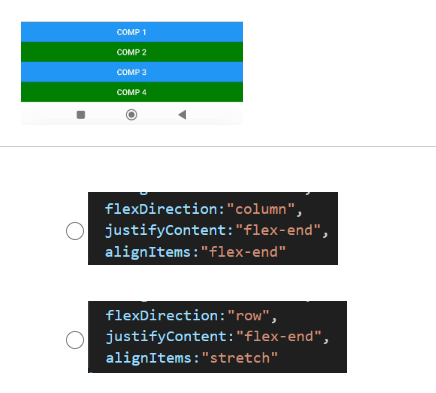 COMP 1
COMP 2
COMP 3
COMP 4
flexDirection:"column",
justifyContent:"flex-end",
alignItems:"flex-end"
flexDirection:"row",
justifyContent:"flex-end",
alignItems:"stretch"